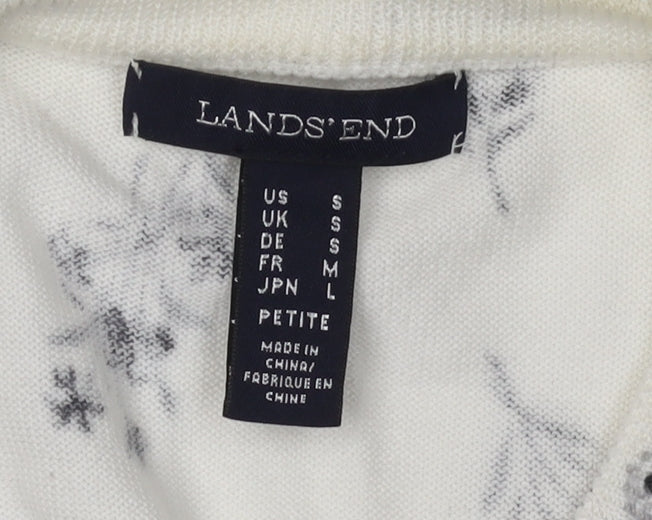 LANDS' END
US S
UK S
DE S
FR M
JPN L
PETITE
MADE IN
CHINA/
FABRIQUE EN
CHINE